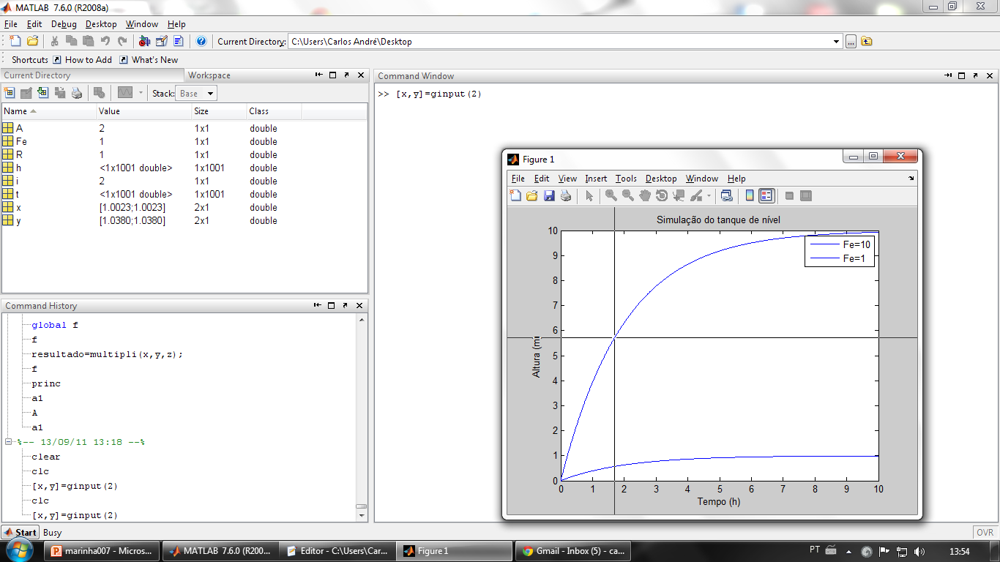 MATLAB 7.6.0 (R2008a)
File Edit Debug Desktop Window Help
Current Directory: C:\Users\Carlos André\Desktop
...
Shortcuts How to Add What's New
Current Directory Workspace
Stack: Base
Name Value Size Class
A 2 1x1 double
Fe 1 1x1 double
R 1 1x1 double
h <1x1001 double> 1x1001 double
i 2 1x1 double
t <1x1001 double> 1x1001 double
x [1.0023;1.0023] 2x1 double
y [1.0380;1.0380] 2x1 double
Command History
global f
f
resultado=multipli(x,y,z);
f
princ
a1
A
a1
%-- 13/09/11 13:18 --%
clear
clc
[x,y]=ginput(2)
clc
[x,y]=ginput(2)
Command Window
>> [x,y]=ginput(2)
Figure 1
File Edit View Insert Tools Desktop Window Help
Simulação do tanque de nível
10
9
8
7
6
5
4
3
2
1
0
Altura (m
Fe=10
Fe=1
0 1 2 3 4 5 6 7 8 9 10
Tempo (h)
Start Busy
OVR
marinha007 - Micros...
MATLAB 7.6.0 (R200...
Editor - C:\Users\Car...
Figure 1
Gmail - Inbox (5) - ca...
PT
13:54